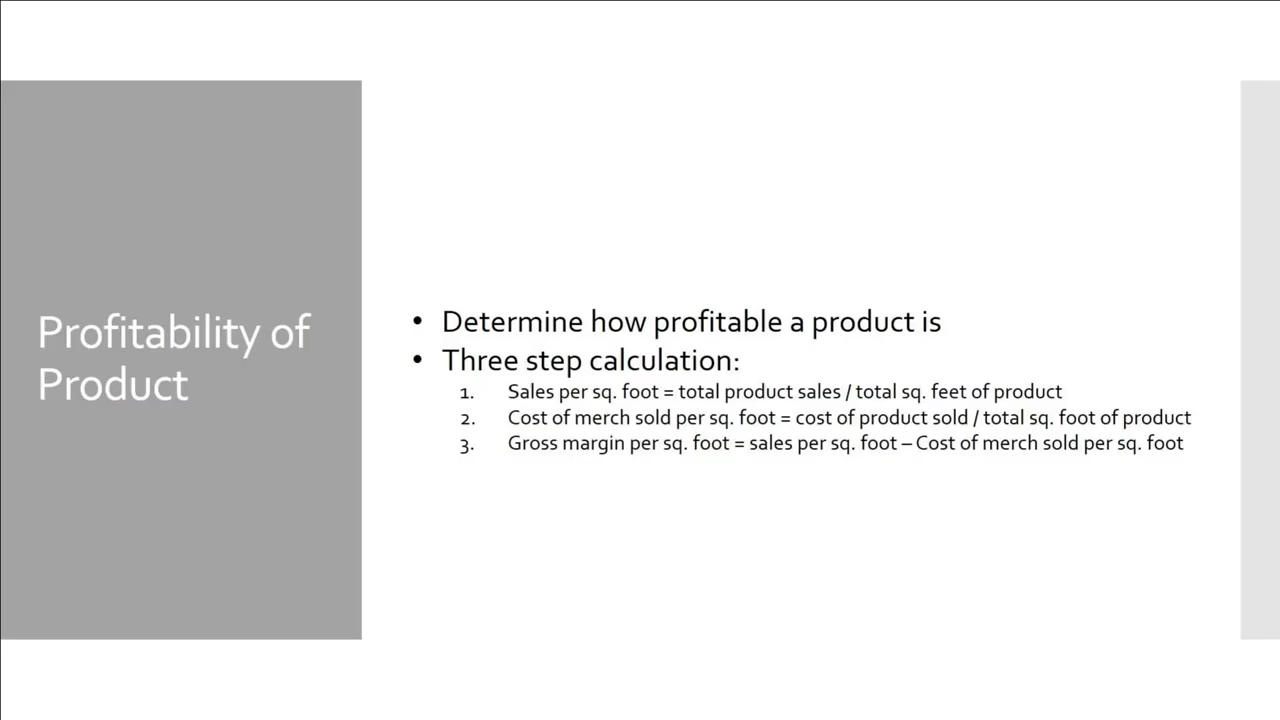 Profitability of
Product
• Determine how profitable a product is
• Three step calculation:
1. Sales per sq. foot = total product sales / total sq. feet of product
2. Cost of merch sold per sq. foot = cost of product sold / total sq. foot of product
3. Gross margin per sq. foot = sales per sq. foot – Cost of merch sold per sq. foot